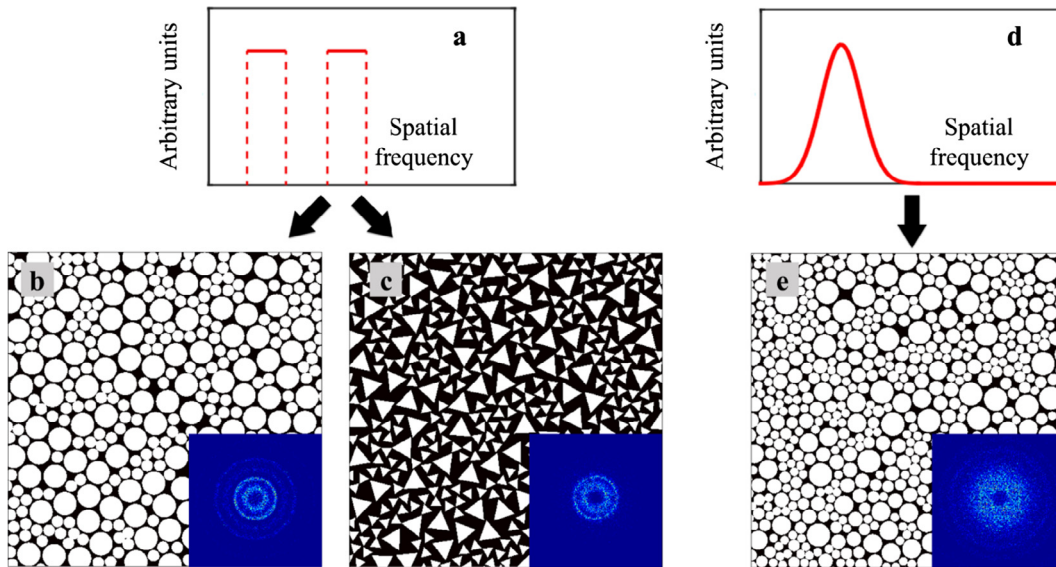 a
Arbitrary units
Spatial
frequency
d
Arbitrary units
Spatial
frequency
b
c
e